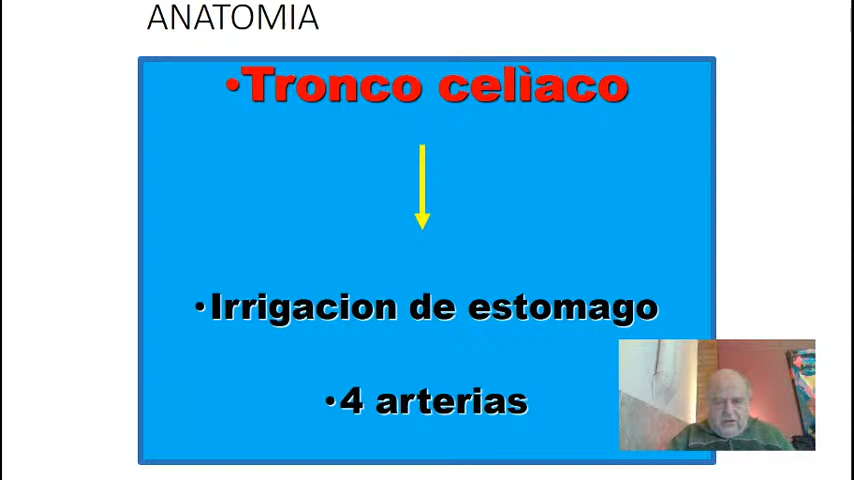 ANATOMIA
•Tronco celìaco
•Irrigacion de estomago
•4 arterias